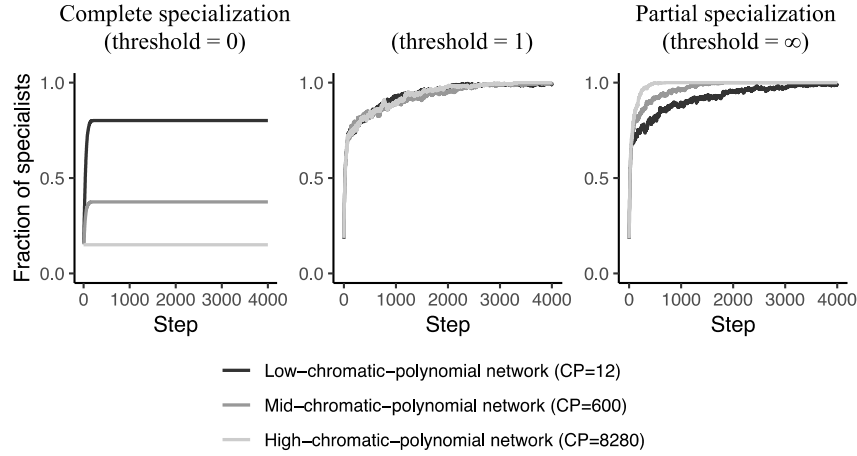 Complete specialization
(threshold = 0)
(threshold = 1)
Partial specialization
(threshold = ∞)
Fraction of specialists
1.0
0.5
0.0
0 1000 2000 3000 4000
Step
1.0
0.5
0.0
0 1000 2000 3000 4000
Step
1.0
0.5
0.0
0 1000 2000 3000 4000
Step
Low−chromatic−polynomial network (CP=12)
Mid−chromatic−polynomial network (CP=600)
High−chromatic−polynomial network (CP=8280)